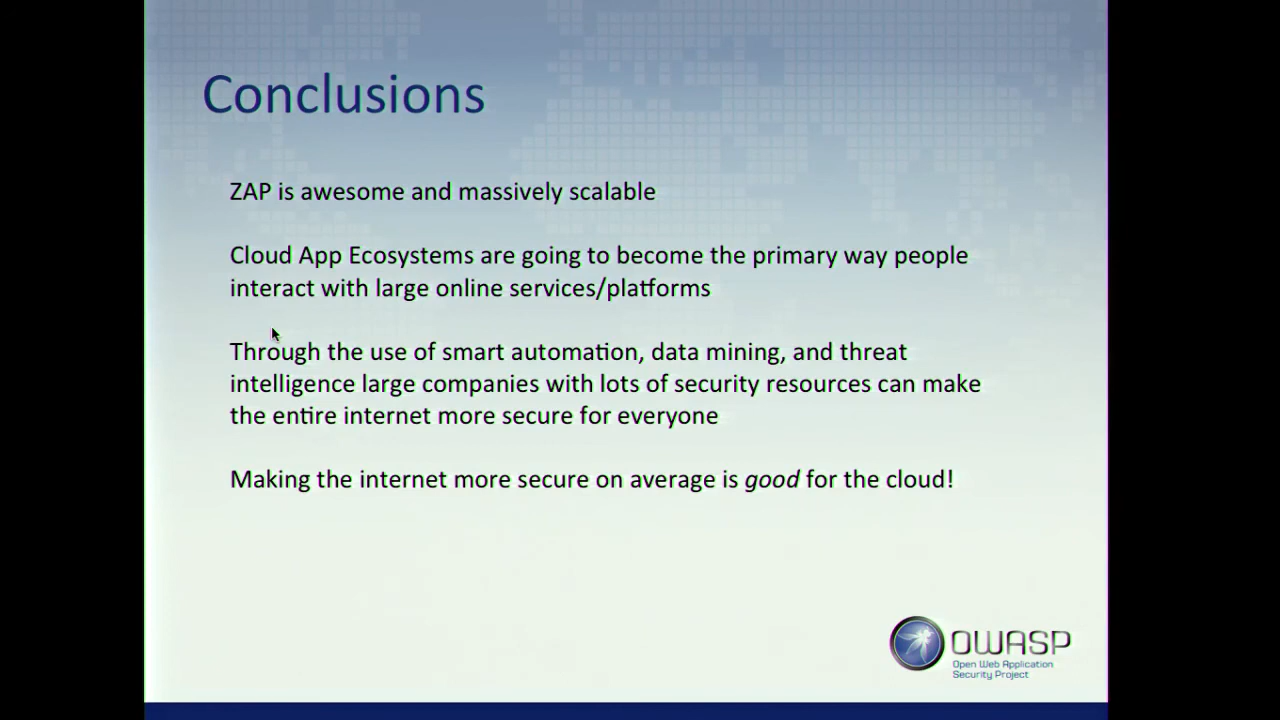 Conclusions
ZAP is awesome and massively scalable
Cloud App Ecosystems are going to become the primary way people
interact with large online services/platforms
Through the use of smart automation, data mining, and threat
intelligence large companies with lots of security resources can make
the entire internet more secure for everyone
Making the internet more secure on average is good for the cloud!
OWASP
Open Web Application
Security Project